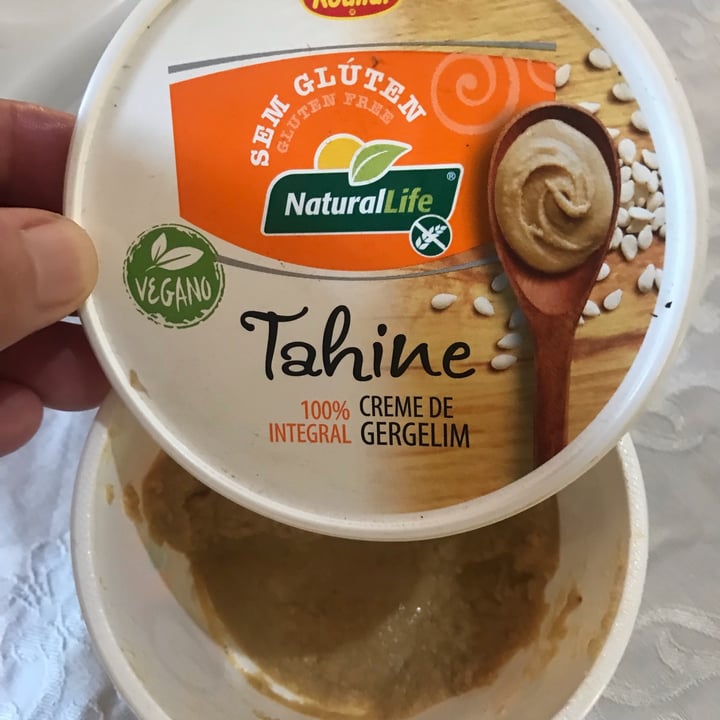 SEM GLÚTEN
GLUTEN FREE
NaturalLife®
VEGANO
Tahine
100% INTEGRAL
CREME DE GERGELIM